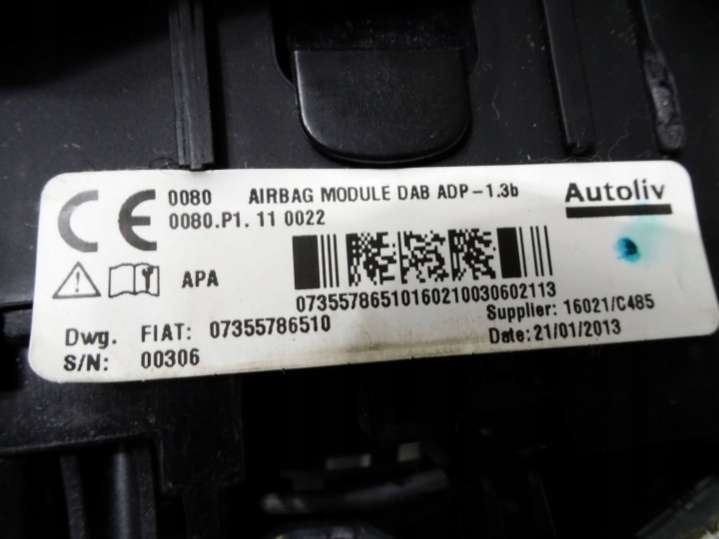 CE 0080 AIRBAG MODULE DAB ADP-1.3b
0080.P1. 11 0022
Autoliv
APA
07355786510160210030602113
Supplier: 16021/C485
Dwg. FIAT: 07355786510
Date: 21/01/2013
S/N: 00306